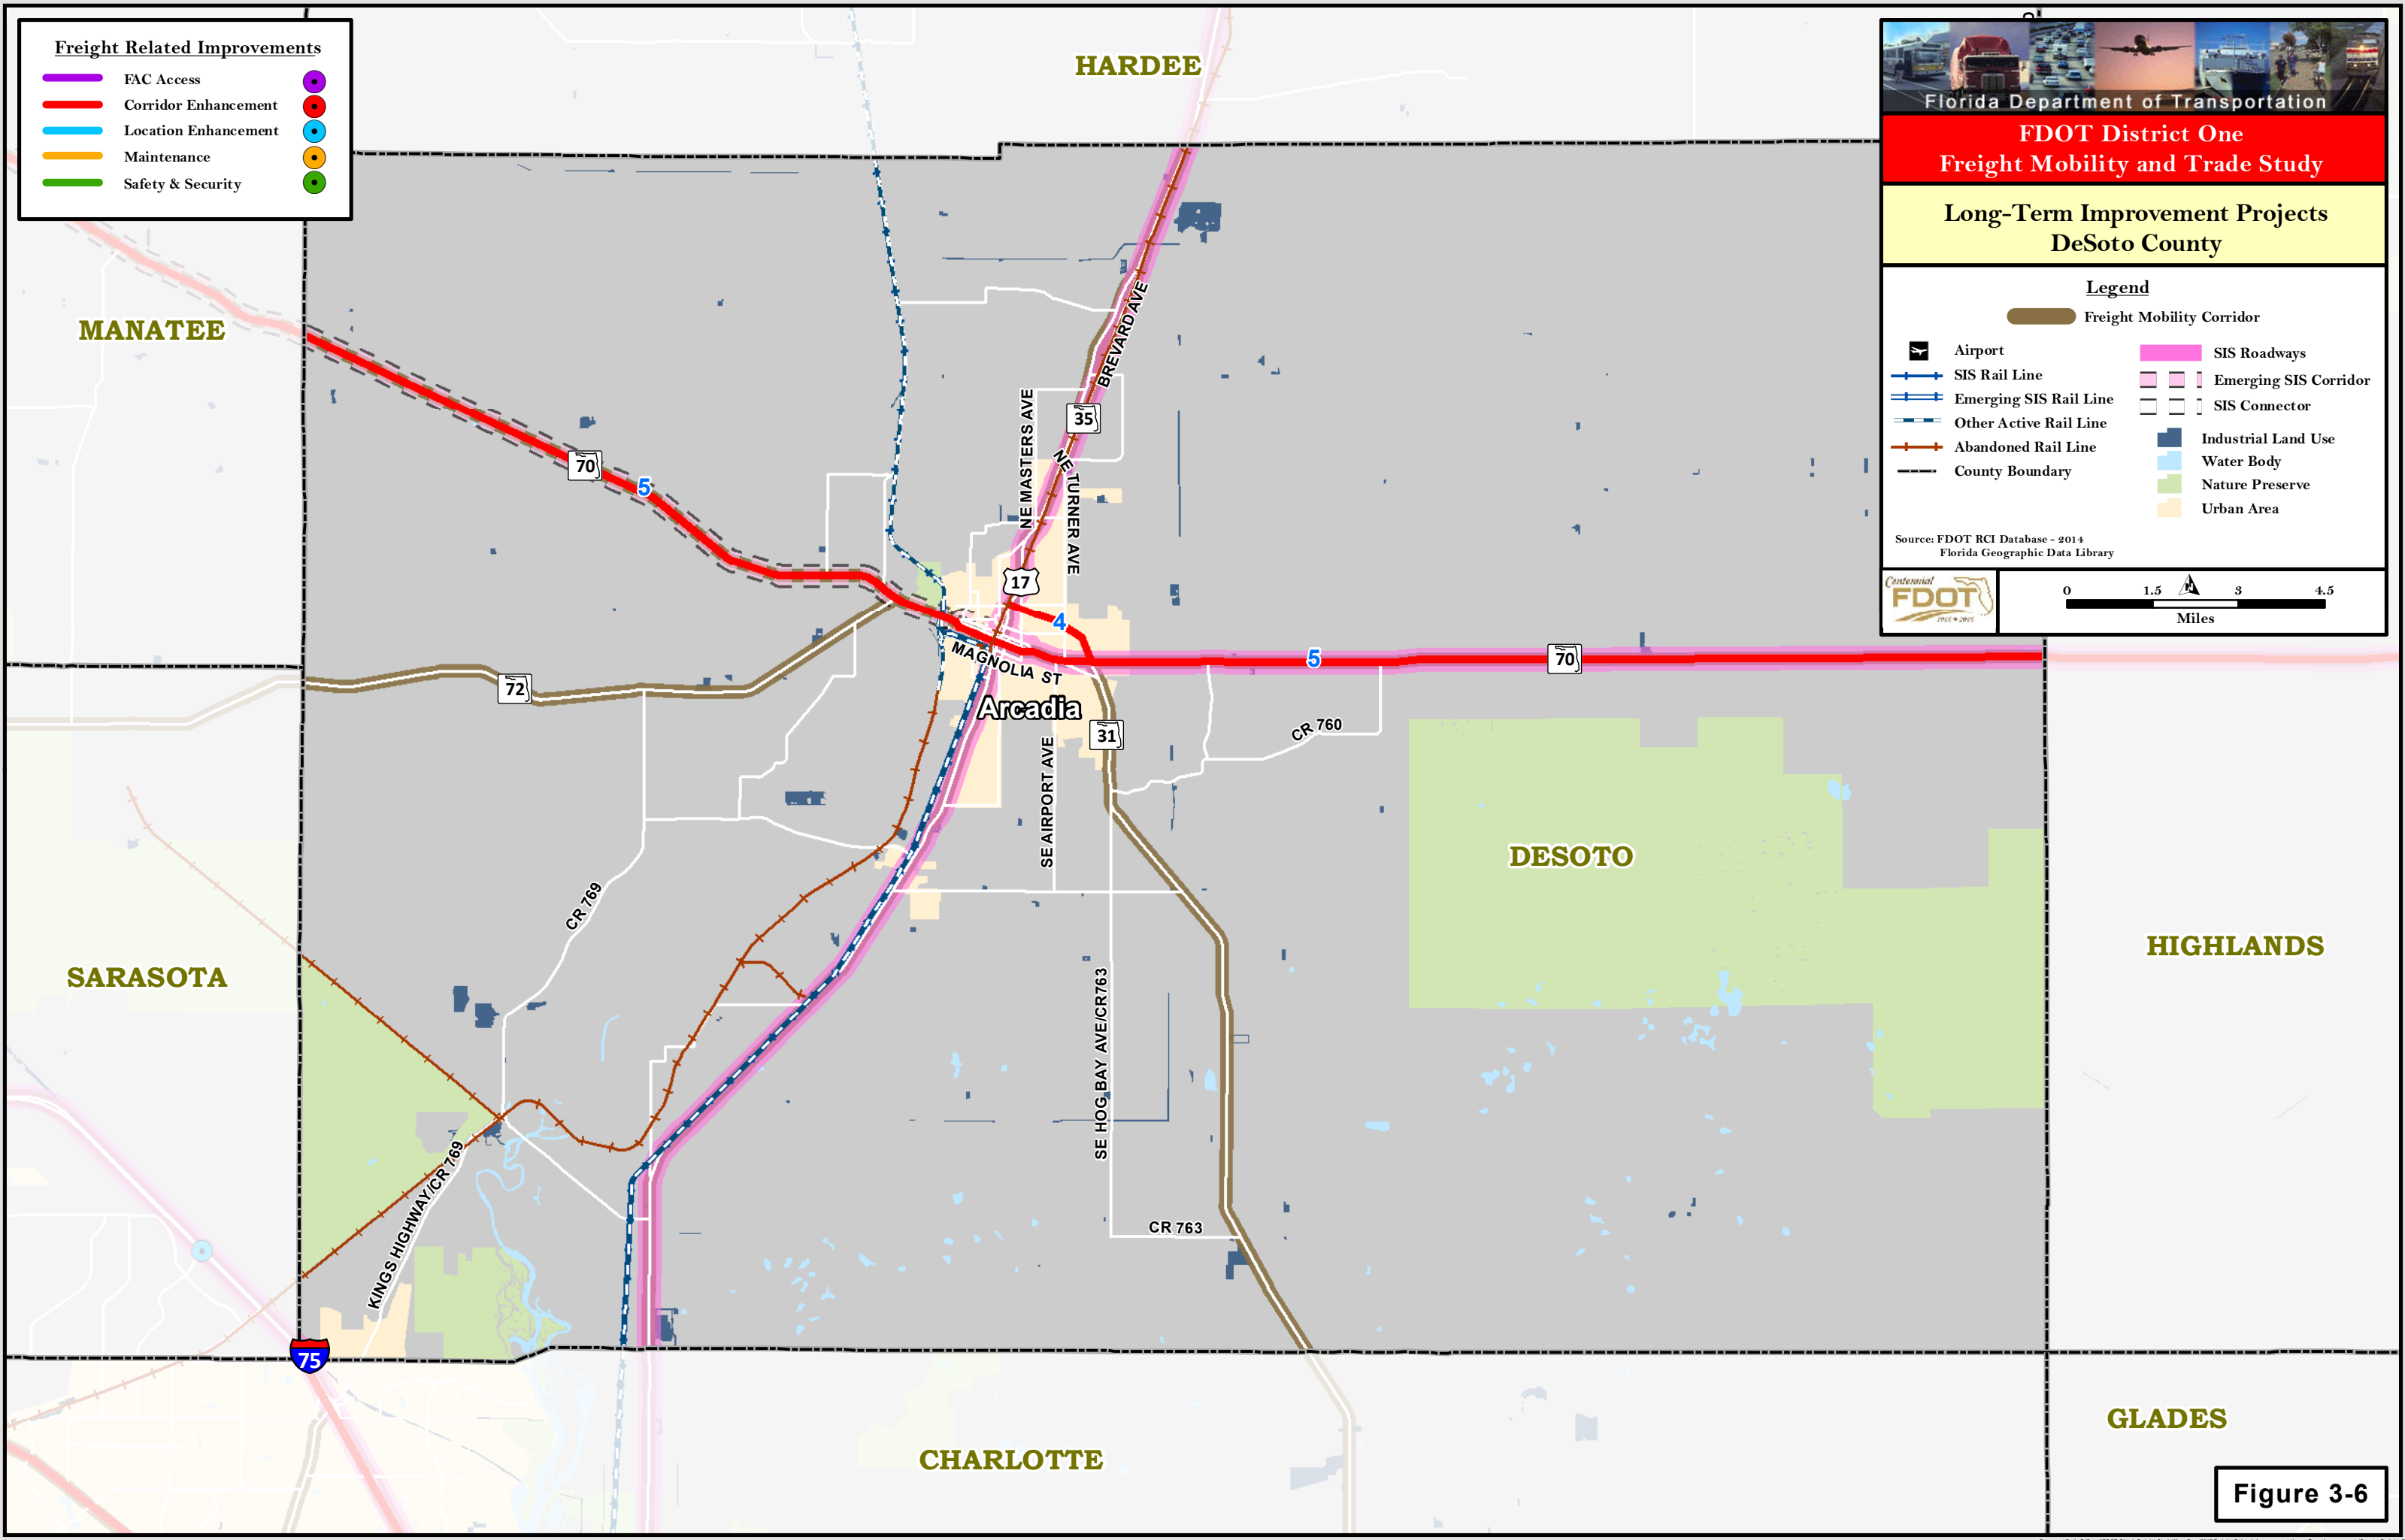 Freight Related Improvements
FAC Access
Corridor Enhancement
Location Enhancement
Maintenance
Safety & Security
Florida Department of Transportation
FDOT District One
Freight Mobility and Trade Study
Long-Term Improvement Projects
DeSoto County
Legend
Freight Mobility Corridor
Airport
SIS Rail Line
Emerging SIS Rail Line
Other Active Rail Line
Abandoned Rail Line
County Boundary
SIS Roadways
Emerging SIS Corridor
SIS Connector
Industrial Land Use
Water Body
Nature Preserve
Urban Area
Source: FDOT RCI Database - 2014
Florida Geographic Data Library
Centennial
FDOT
1915 * 2015
0 1.5 3 4.5
Miles
HARDEE
MANATEE
BREVARD AVE
NE MASTERS AVE
35
NE TURNER AVE
70
5
17
4
MAGNOLIA ST
5
70
72
Arcadia
31
CR 760
SE AIRPORT AVE
DESOTO
CR 769
HIGHLANDS
SARASOTA
SE HOG BAY AVE/CR763
KINGS HIGHWAY/CR 769
CR 763
75
GLADES
CHARLOTTE
Figure 3-6